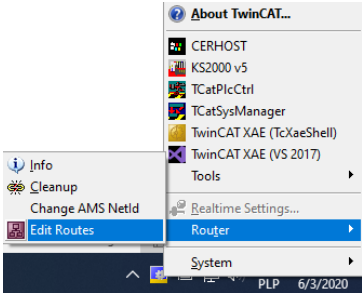 About TwinCAT...
CERHOST
KS2000 v5
TCatPlcCtrl
TCatSysManager
TwinCAT XAE (TcXaeShell)
TwinCAT XAE (VS 2017)
Tools
Realtime Settings...
Router
System
Info
Cleanup
Change AMS NetId
Edit Routes
PLP
6/3/2020